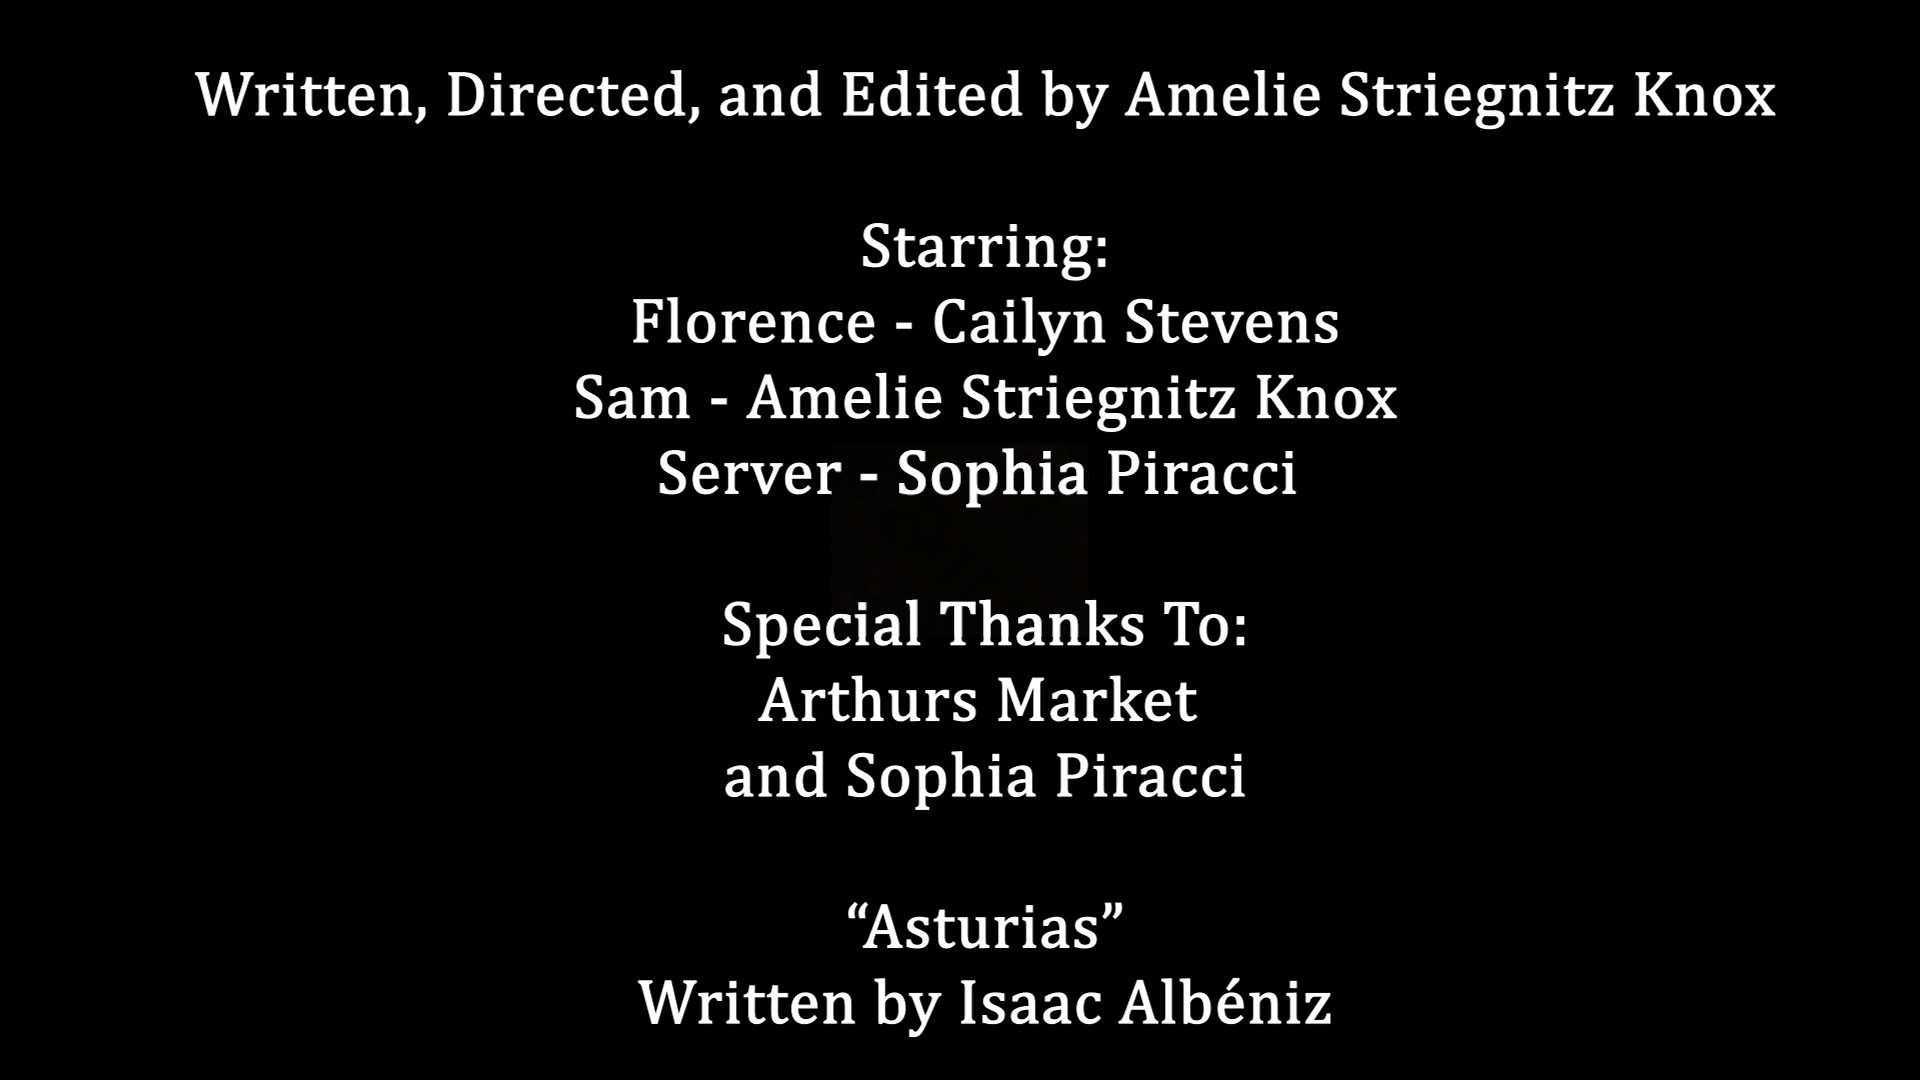 Written, Directed, and Edited by Amelie Striegnitz Knox
Starring:
Florence - Cailyn Stevens
Sam - Amelie Striegnitz Knox
Server - Sophia Piracci
Special Thanks To:
Arthurs Market
and Sophia Piracci
“Asturias”
Written by Isaac Albéniz